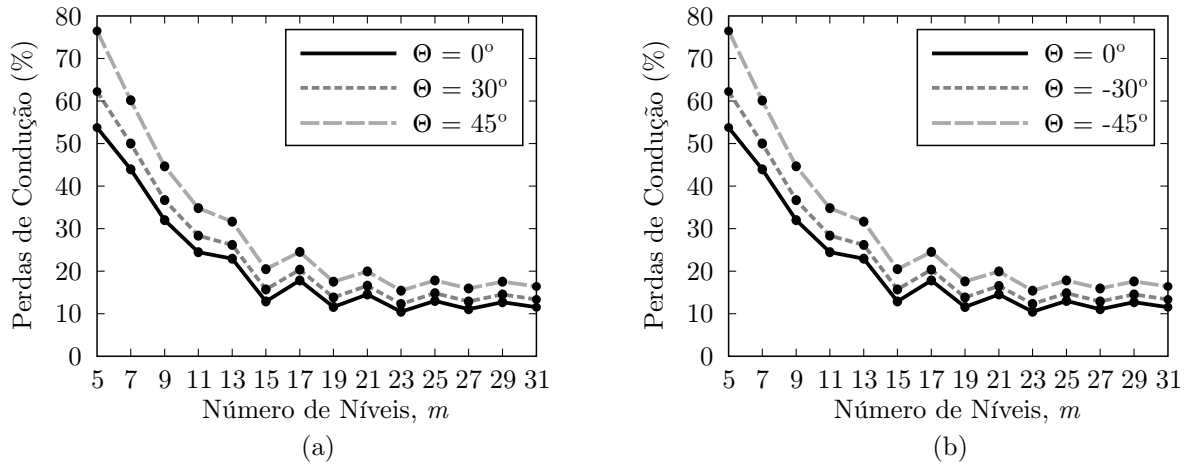 Perdas de Condução (%)
80
70
60
50
40
30
20
10
0
5 7 9 11 13 15 17 19 21 23 25 27 29 31
Número de Níveis, m
Θ = 0º
Θ = 30º
Θ = 45º
(a)
Perdas de Condução (%)
80
70
60
50
40
30
20
10
0
5 7 9 11 13 15 17 19 21 23 25 27 29 31
Número de Níveis, m
Θ = 0º
Θ = -30º
Θ = -45º
(b)